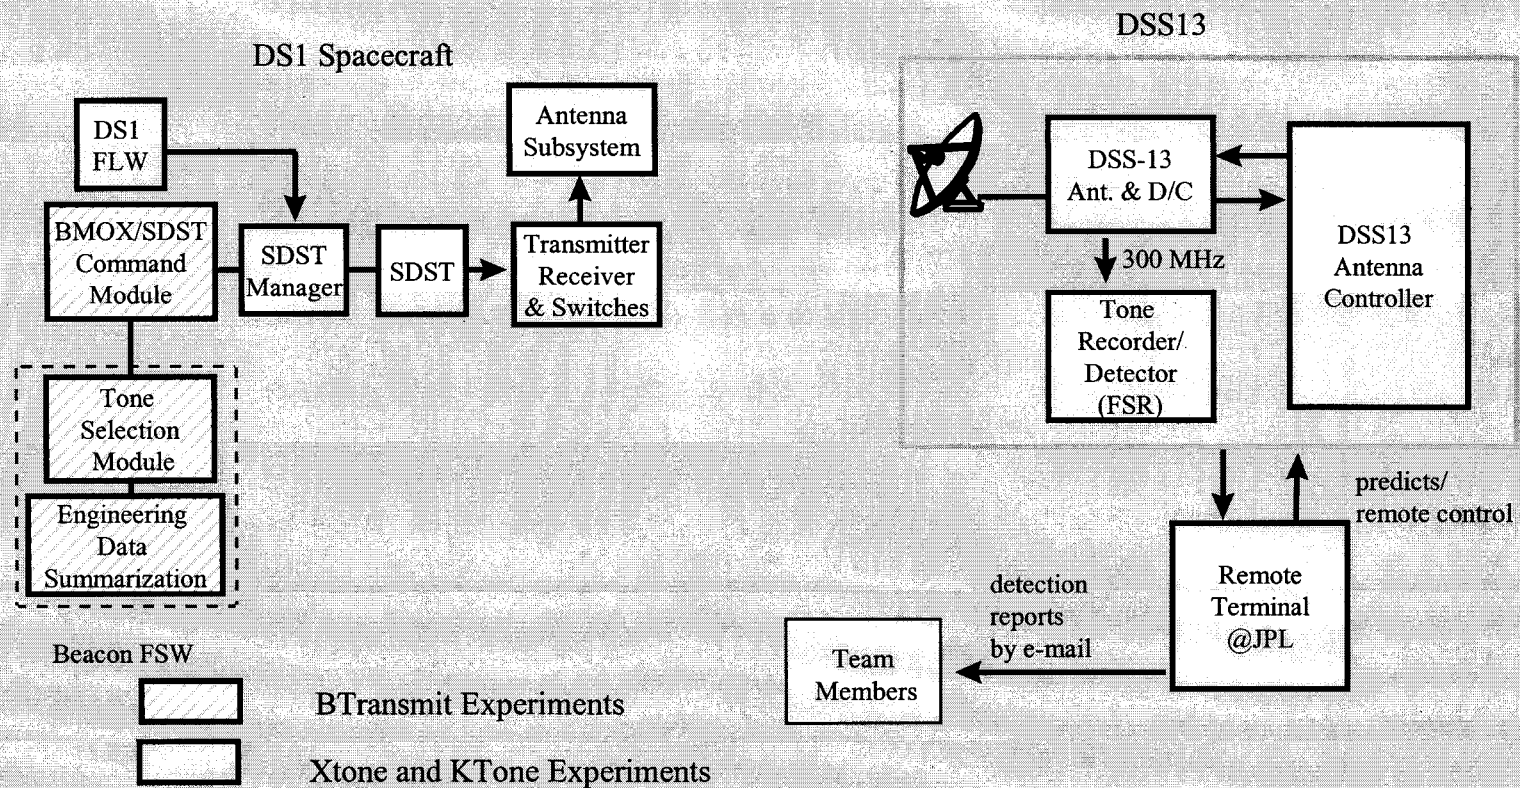 DS1 Spacecraft
DS1
FLW
BMOX/SDST
Command
Module
SDST
Manager
SDST
Antenna
Subsystem
Transmitter
Receiver
& Switches
Tone
Selection
Module
Engineering
Data
Summarization
Beacon FSW
BTransmit Experiments
Xtone and KTone Experiments
DSS13
DSS-13
Ant. & D/C
300 MHz
Tone
Recorder/
Detector
(FSR)
DSS13
Antenna
Controller
predicts/
remote control
Remote
Terminal
@JPL
detection
reports
by e-mail
Team
Members